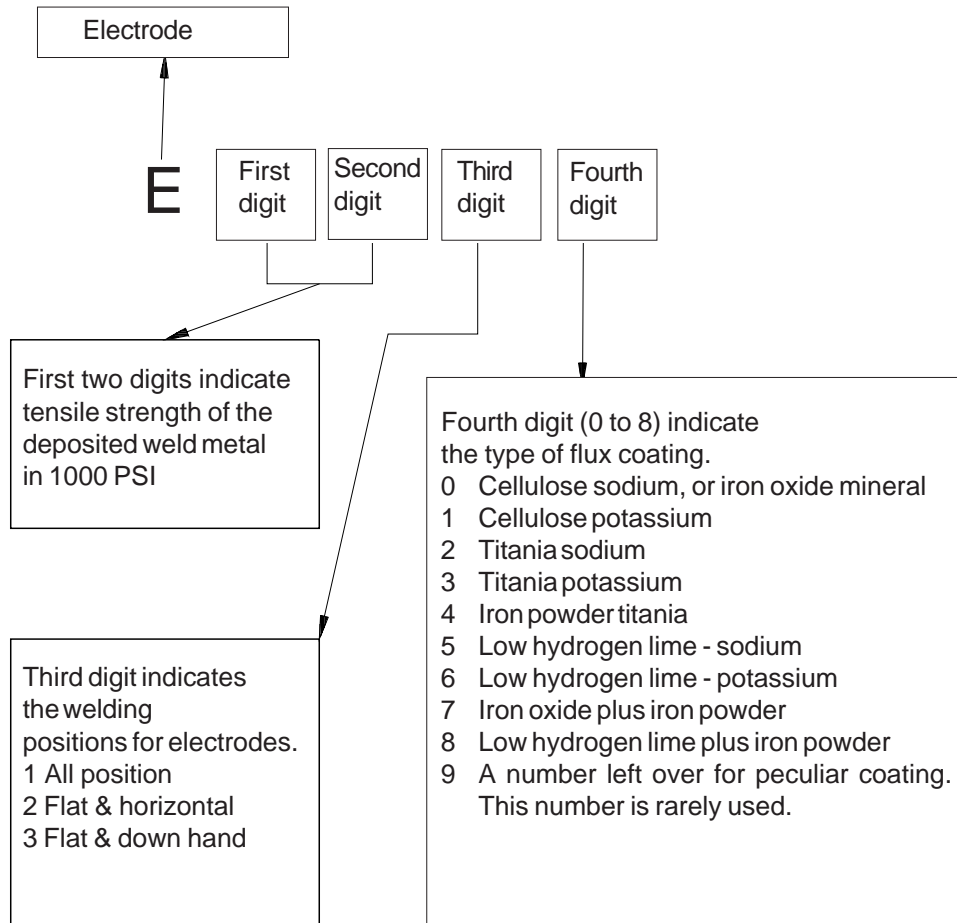 Electrode
E
First
digit
Second
digit
Third
digit
Fourth
digit
First two digits indicate
tensile strength of the
deposited weld metal
in 1000 PSI
Third digit indicates
the welding
positions for electrodes.
1 All position
2 Flat & horizontal
3 Flat & down hand
Fourth digit (0 to 8) indicate
the type of flux coating.
0 Cellulose sodium, or iron oxide mineral
1 Cellulose potassium
2 Titania sodium
3 Titania potassium
4 Iron powder titania
5 Low hydrogen lime - sodium
6 Low hydrogen lime - potassium
7 Iron oxide plus iron powder
8 Low hydrogen lime plus iron powder
9 A number left over for peculiar coating.
This number is rarely used.